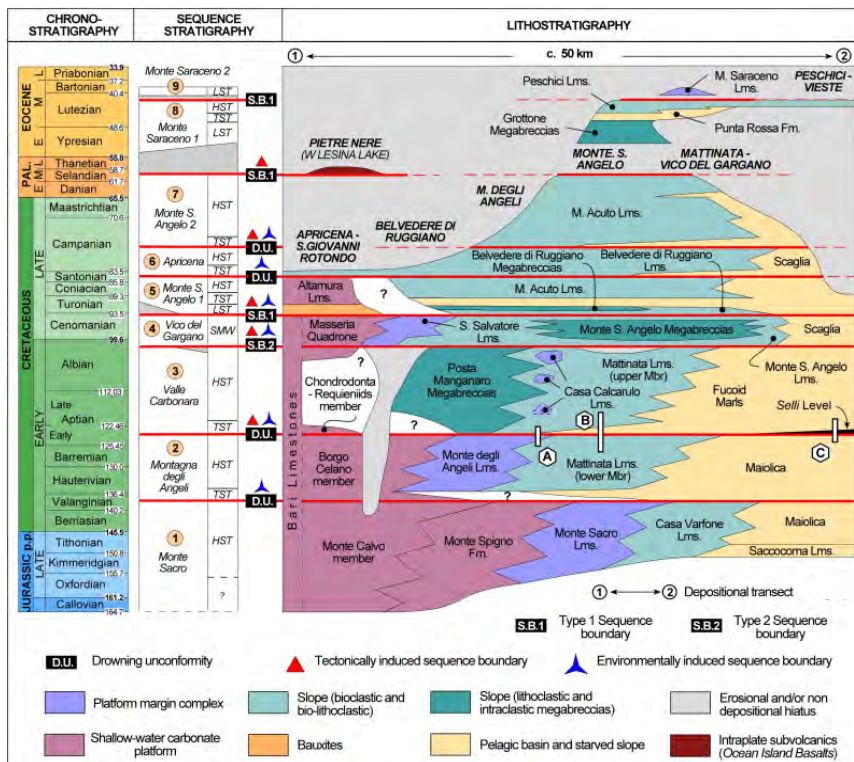 CHRONO-
STRATIGRAPHY
SEQUENCE
STRATIGRAPHY
LITHOSTRATIGRAPHY
1
c. 50 km
2
JURASSIC p.p.
LATE
CRETACEOUS
EARLY
LATE
PAL.
E
M
L
EOCENE
E
M
L
33.9
Priabonian
37.2
Bartonian
40.4
Lutezian
48.6
Ypresian
55.8
Thanetian
58.7
Selandian
61.7
Danian
65.5
Maastrichtian
70.6
Campanian
83.5
Santonian
85.8
Coniacian
89.3
Turonian
93.5
Cenomanian
99.6
Albian
112.03
Late
Aptian
122.46
Early
125.45
Barremian
130.0
Hauterivian
136.4
Valanginian
140.2
Berriasian
145.5
Tithonian
150.8
Kimmeridgian
155.7
Oxfordian
161.2
Callovian
164.7
Monte Saraceno 2
9
LST
S.B.1
8
Monte
Saraceno 1
HST
TST
LST
S.B.1
7
Monte S.
Angelo 2
HST
TST
D.U.
6
Apricena
HST
TST
D.U.
5
Monte S.
Angelo 1
HST
TST
LST
S.B.1
4
Vico del
Gargano
SMW
S.B.2
3
Valle
Carbonara
HST
TST
D.U.
2
Montagna
degli
Angeli
HST
TST
D.U.
1
Monte
Sacro
HST
?
Peschici Lms.
M. Saraceno
Lms.
PESCHICI -
VIESTE
Grottone
Megabreccias
Punta Rossa Fm.
PIETRE NERE
(W LESINA LAKE)
MONTE. S.
ANGELO
MATTINATA -
VICO DEL GARGANO
M. DEGLI
ANGELI
M. Acuto Lms.
APRICENA-
S.GIOVANNI
ROTONDO
BELVEDERE DI
RUGGIANO
Belvedere di Ruggiano
Megabreccias
Belvedere di Ruggiano
Lms.
Scaglia
Altamura
Lms.
?
M. Acuto Lms.
Masseria
Quadrone
S. Salvatore
Lms.
Monte S. Angelo Megabreccias
Scaglia
?
Chondrodonta -
Requieniids
member
Posta
Manganaro
Megabreccias
Mattinata Lms.
(upper Mbr)
Casa Calcarulo
Lms.
Fucoid
Marls
Monte S. Angelo
Lms.
Selli Level
?
A
B
C
Bari Limestones
Borgo
Celano
member
Monte degli
Angeli Lms.
Mattinata Lms.
(lower Mbr)
Maiolica
?
Monte Calvo
member
Monte Spigno
Fm.
Monte Sacro
Lms.
Casa Varfone
Lms.
Maiolica
Saccocoma Lms.
1
2
Depositional transect
S.B.1
Type 1 Sequence
boundary
S.B.2
Type 2 Sequence
boundary
D.U.
Drowning unconformity
Tectonically induced sequence boundary
Environmentally induced sequence boundary
Platform margin complex
Slope (bioclastic and
bio-lithoclastic)
Slope (lithoclastic and
intraclastic megabreccias)
Erosional and/or non
depositional hiatus
Shallow-water carbonate
platform
Bauxites
Pelagic basin and starved slope
Intraplate subvolcanics
(Ocean Island Basalts)